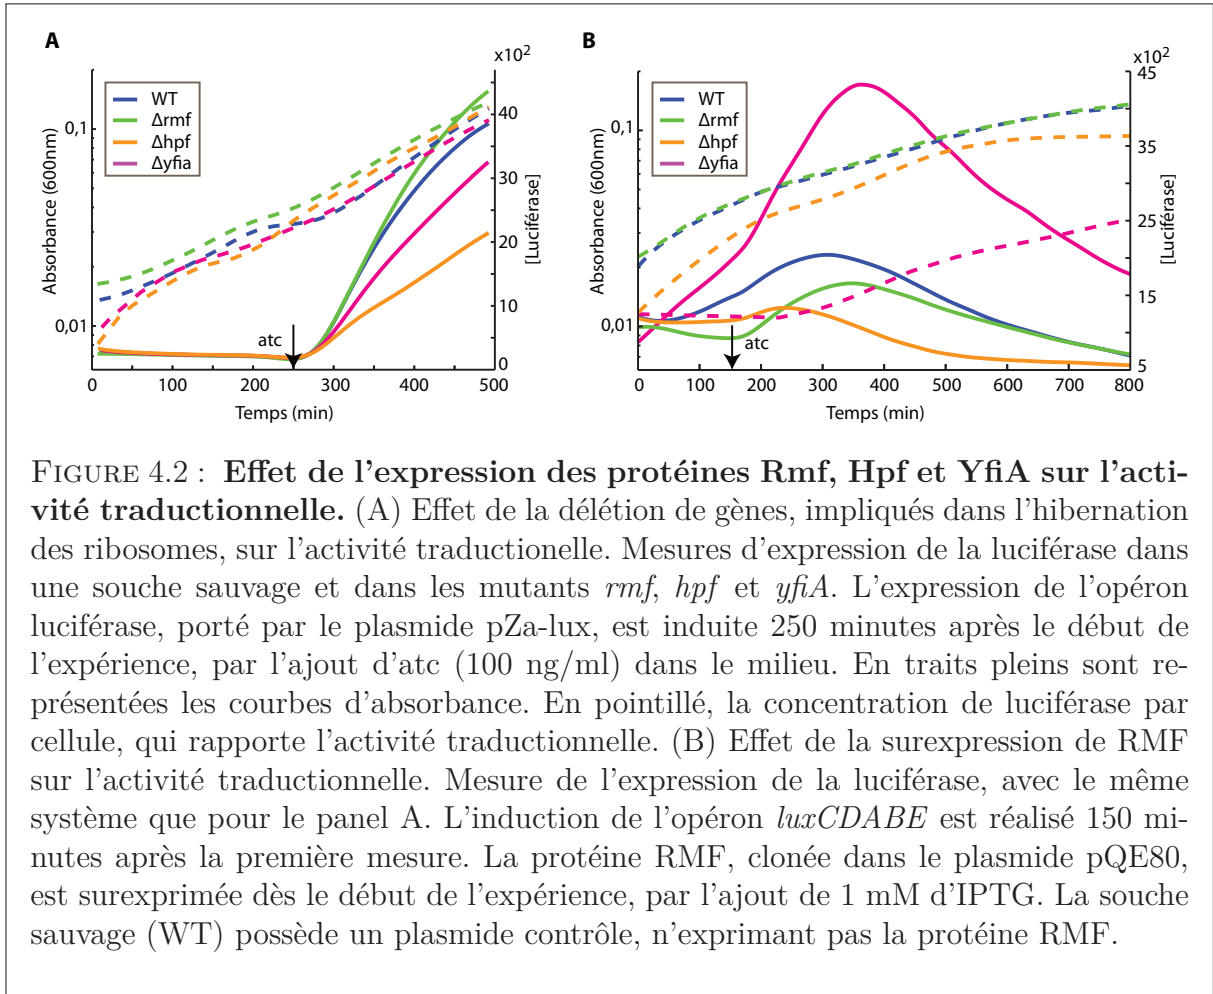 A
B
x10²
x10²
WT
Δrmf
Δhpf
Δyfia
WT
Δrmf
Δhpf
Δyfia
0,1
0,01
Absorbance (600nm)
40
30
20
10
0
[Luciférase]
atc
0 100 200 300 400 500
Temps (min)
0,1
0,01
Absorbance (600nm)
45
35
25
15
5
[Luciférase]
atc
0 100 200 300 400 500 600 700 800
Temps (min)
FIGURE 4.2 : Effet de l'expression des protéines Rmf, Hpf et YfiA sur l'acti-
vité traductionnelle. (A) Effet de la délétion de gènes, impliqués dans l'hibernation
des ribosomes, sur l'activité traductionelle. Mesures d'expression de la luciférase dans
une souche sauvage et dans les mutants rmf, hpf et yfiA. L'expression de l'opéron
luciférase, porté par le plasmide pZa-lux, est induite 250 minutes après le début de
l'expérience, par l'ajout d'atc (100 ng/ml) dans le milieu. En traits pleins sont re-
présentées les courbes d'absorbance. En pointillé, la concentration de luciférase par
cellule, qui rapporte l'activité traductionnelle. (B) Effet de la surexpression de RMF
sur l'activité traductionnelle. Mesure de l'expression de la luciférase, avec le même
système que pour le panel A. L'induction de l'opéron luxCDABE est réalisé 150 mi-
nutes après la première mesure. La protéine RMF, clonée dans le plasmide pQE80,
est surexprimée dès le début de l'expérience, par l'ajout de 1 mM d'IPTG. La souche
sauvage (WT) possède un plasmide contrôle, n'exprimant pas la protéine RMF.